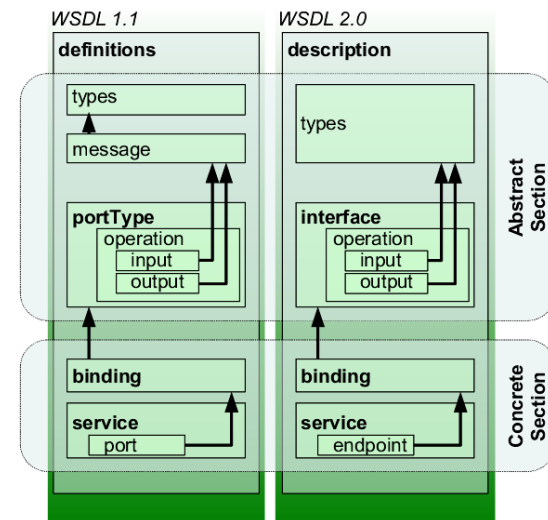 WSDL 1.1
definitions
types
message
portType
operation
input
output
binding
service
port
WSDL 2.0
description
types
interface
operation
input
output
binding
service
endpoint
Abstract
Section
Concrete
Section